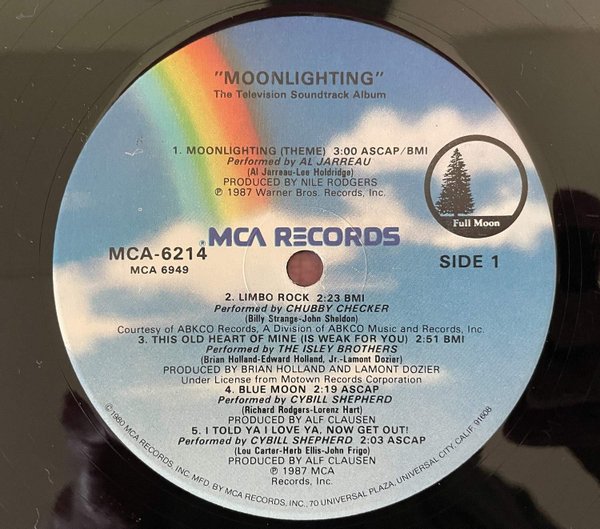 "MOONLIGHTING"
The Television Soundtrack Album
1. MOONLIGHTING (THEME) 3:00 ASCAP/BMI
Performed by AL JARREAU
(Al Jarreau-Lee Holdridge)
PRODUCED BY NILE RODGERS
℗ 1987 Warner Bros. Records, Inc.
Full Moon
MCA RECORDS
MCA-6214
MCA 6949
SIDE 1
2. LIMBO ROCK 2:23 BMI
Performed by CHUBBY CHECKER
(Billy Strange-John Sheldon)
Courtesy of ABKCO Records, A Division of ABKCO Music and Records, Inc.
3. THIS OLD HEART OF MINE (IS WEAK FOR YOU) 2:51 BMI
Performed by THE ISLEY BROTHERS
(Brian Holland-Edward Holland, Jr.-Lamont Dozier)
PRODUCED BY BRIAN HOLLAND and LAMONT DOZIER
Under License from Motown Records Corporation
4. BLUE MOON 2:19 ASCAP
Performed by CYBILL SHEPHERD
(Richard Rodgers-Lorenz Hart)
PRODUCED BY ALF CLAUSEN
5. I TOLD YA I LOVE YA, NOW GET OUT!
Performed by CYBILL SHEPHERD 2:03 ASCAP
(Lou Carter-Herb Ellis-John Frigo)
PRODUCED BY ALF CLAUSEN
℗ 1987 MCA
Records, Inc.
©1980 MCA RECORDS, INC. MFD. BY MCA RECORDS, INC., 70 UNIVERSAL PLAZA, UNIVERSAL CITY, CALIF. 91608